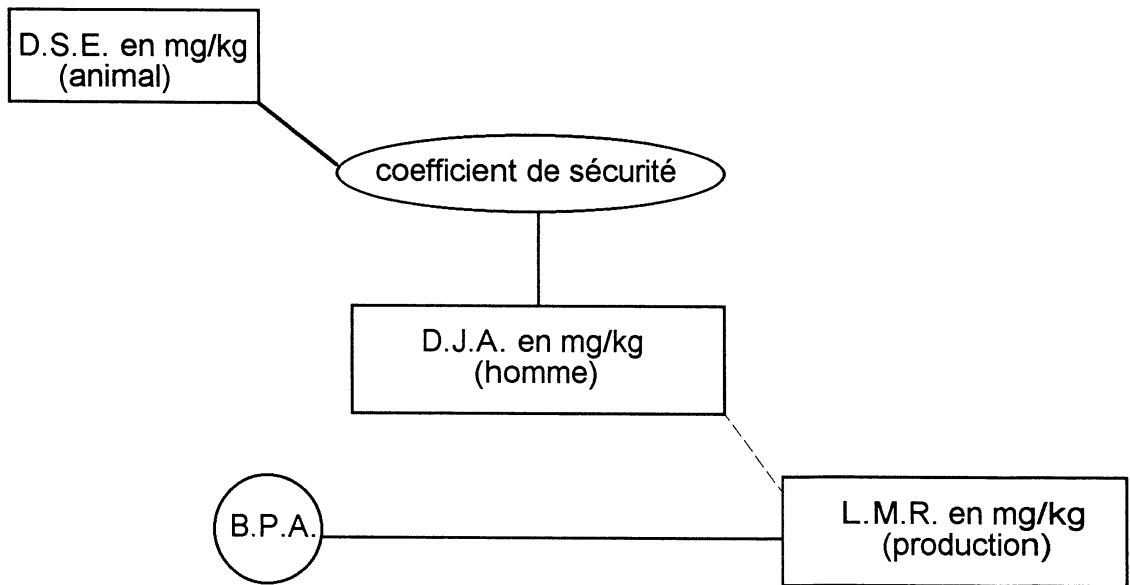 D.S.E. en mg/kg
(animal)
coefficient de sécurité
D.J.A. en mg/kg
(homme)
B.P.A.
L.M.R. en mg/kg
(production)